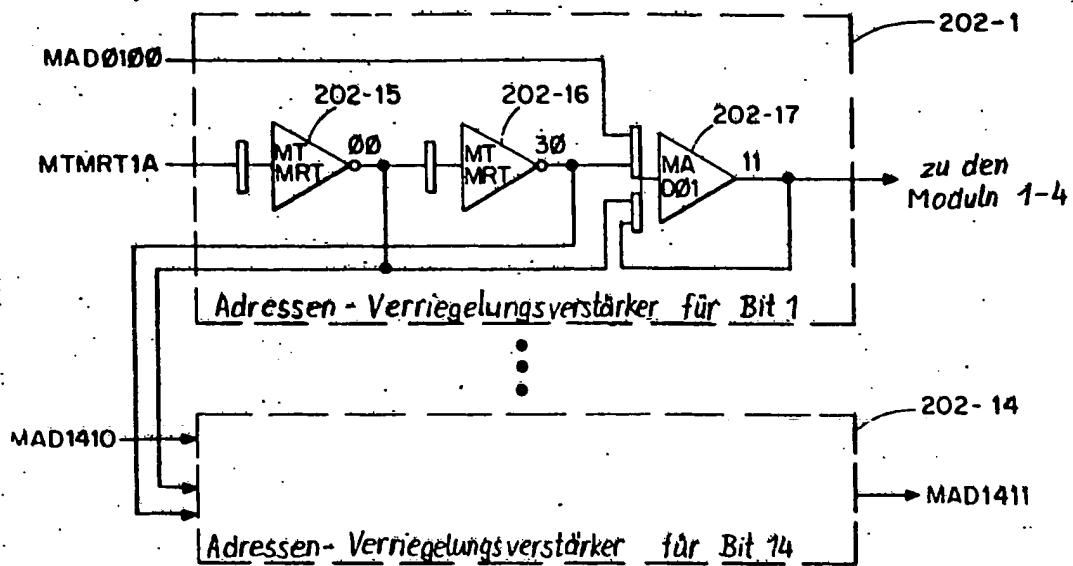 202-1
MADØ1ØØ
202-15
202-16
202-17
MTMRT1A
MT
MRT
ØØ
MT
MRT
3Ø
MA
DØ1
11
zu den
Moduln 1-4
Adressen-Verriegelungsverstärker für Bit 1
202-14
MAD1410
MAD1411
Adressen-Verriegelungsverstärker für Bit 14